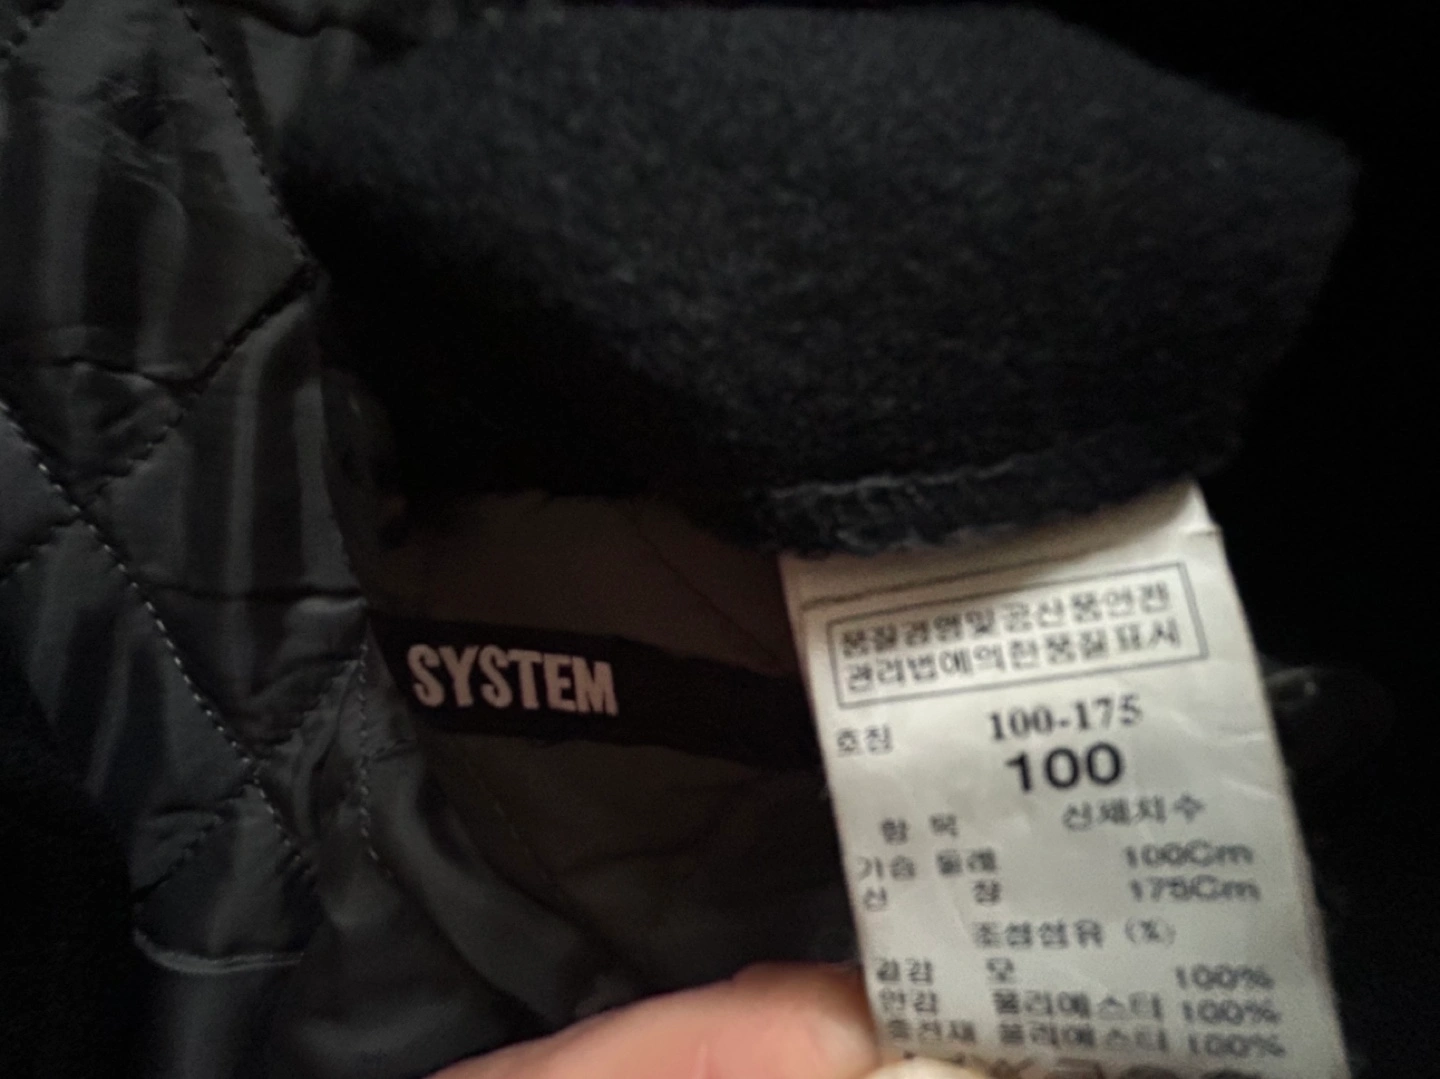 SYSTEM
품질경영및공산품안전
관리법에의한품질표시
호칭 100-175
100
항 목 신체치수
가슴 둘레 100Cm
신 장 175Cm
조성섬유 (%)
겉감 모 100%
안감 폴리에스터 100%
충전재 폴리에스터 100%